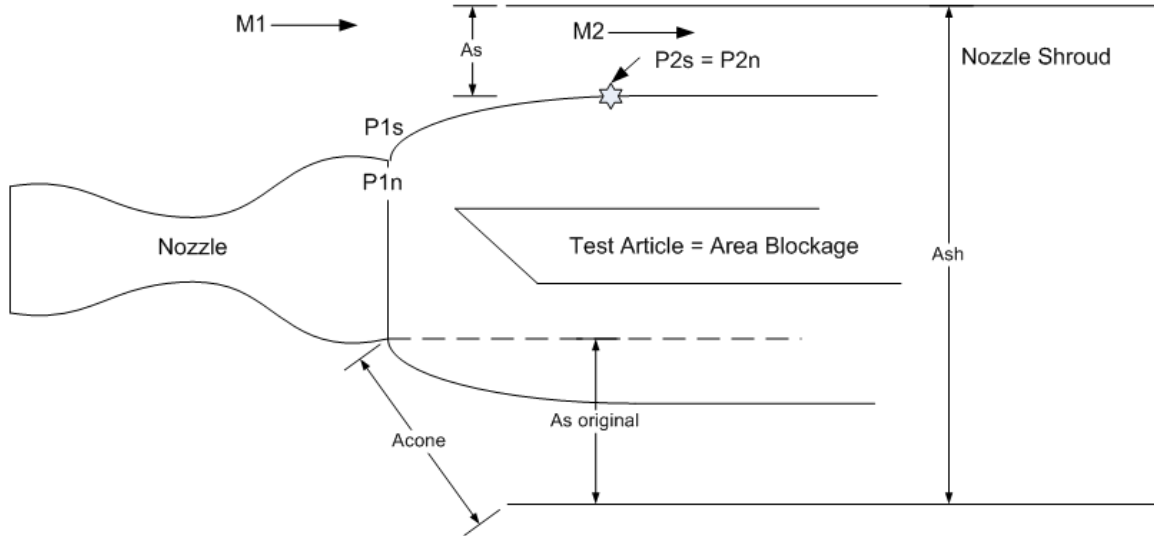 M1
M2
As
P2s = P2n
Nozzle Shroud
P1s
P1n
Nozzle
Test Article = Area Blockage
Ash
As original
Acone